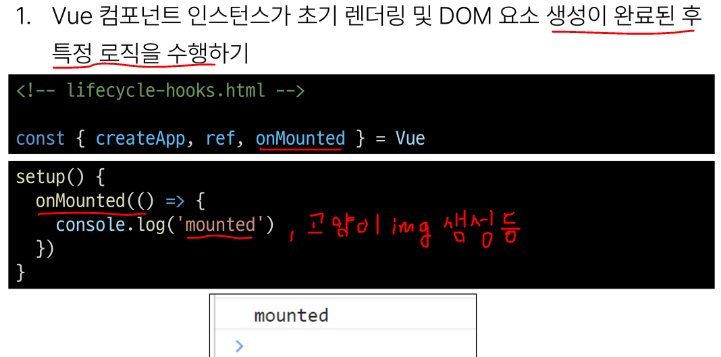 1. Vue 컴포넌트 인스턴스가 초기 렌더링 및 DOM 요소 생성이 완료된 후
특정 로직을 수행하기
<!-- lifecycle-hooks.html -->
const { createApp, ref, onMounted } = Vue
setup() {
onMounted(() => {
console.log('mounted') , 고양이 img 생성 등
})
}
mounted
>